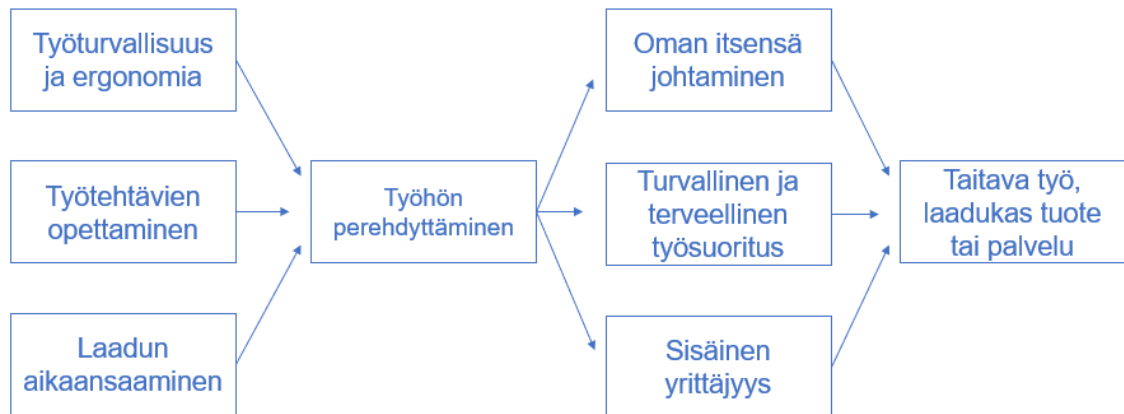 Työturvallisuus
ja ergonomia
Työtehtävien
opettaminen
Laadun
aikaansaaminen
Työhön
perehdyttäminen
Oman itsensä
johtaminen
Turvallinen ja
terveellinen
työsuoritus
Sisäinen
yrittäjyys
Taitava työ,
laadukas tuote
tai palvelu